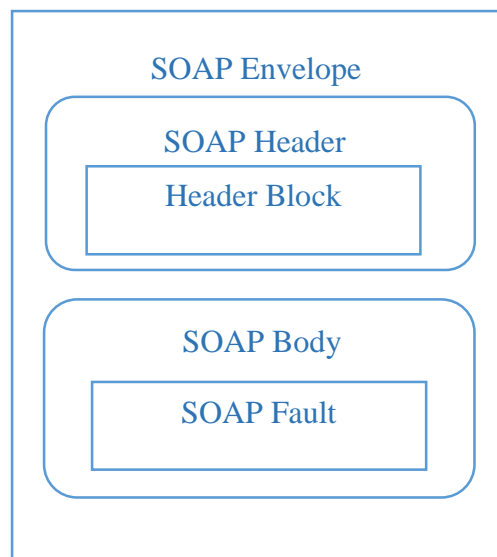 SOAP Envelope
SOAP Header
Header Block
SOAP Body
SOAP Fault